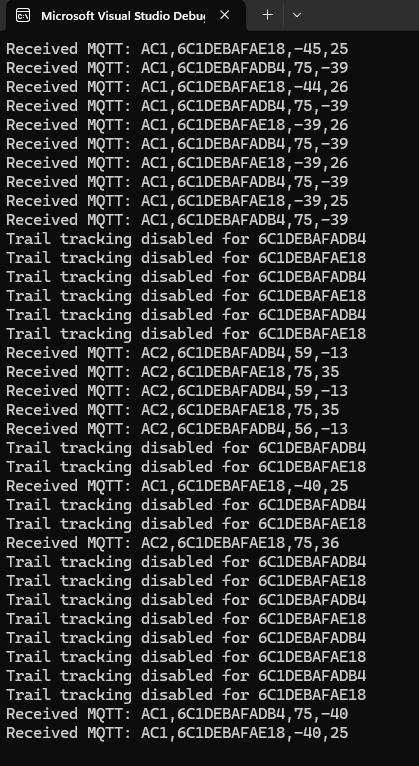 Microsoft Visual Studio Debu
Received MQTT: AC1,6C1DEBAFAE18,-45,25
Received MQTT: AC1,6C1DEBAFADB4,75,-39
Received MQTT: AC1,6C1DEBAFAE18,-44,26
Received MQTT: AC1,6C1DEBAFADB4,75,-39
Received MQTT: AC1,6C1DEBAFAE18,-39,26
Received MQTT: AC1,6C1DEBAFADB4,75,-39
Received MQTT: AC1,6C1DEBAFAE18,-39,26
Received MQTT: AC1,6C1DEBAFADB4,75,-39
Received MQTT: AC1,6C1DEBAFAE18,-39,25
Received MQTT: AC1,6C1DEBAFADB4,75,-39
Trail tracking disabled for 6C1DEBAFADB4
Trail tracking disabled for 6C1DEBAFAE18
Trail tracking disabled for 6C1DEBAFADB4
Trail tracking disabled for 6C1DEBAFAE18
Trail tracking disabled for 6C1DEBAFADB4
Trail tracking disabled for 6C1DEBAFAE18
Received MQTT: AC2,6C1DEBAFADB4,59,-13
Received MQTT: AC2,6C1DEBAFAE18,75,35
Received MQTT: AC2,6C1DEBAFADB4,59,-13
Received MQTT: AC2,6C1DEBAFAE18,75,35
Received MQTT: AC2,6C1DEBAFADB4,56,-13
Trail tracking disabled for 6C1DEBAFADB4
Trail tracking disabled for 6C1DEBAFAE18
Received MQTT: AC1,6C1DEBAFAE18,-40,25
Trail tracking disabled for 6C1DEBAFADB4
Trail tracking disabled for 6C1DEBAFAE18
Received MQTT: AC2,6C1DEBAFAE18,75,36
Trail tracking disabled for 6C1DEBAFADB4
Trail tracking disabled for 6C1DEBAFAE18
Trail tracking disabled for 6C1DEBAFADB4
Trail tracking disabled for 6C1DEBAFAE18
Trail tracking disabled for 6C1DEBAFADB4
Trail tracking disabled for 6C1DEBAFAE18
Trail tracking disabled for 6C1DEBAFADB4
Trail tracking disabled for 6C1DEBAFAE18
Received MQTT: AC1,6C1DEBAFADB4,75,-40
Received MQTT: AC1,6C1DEBAFAE18,-40,25